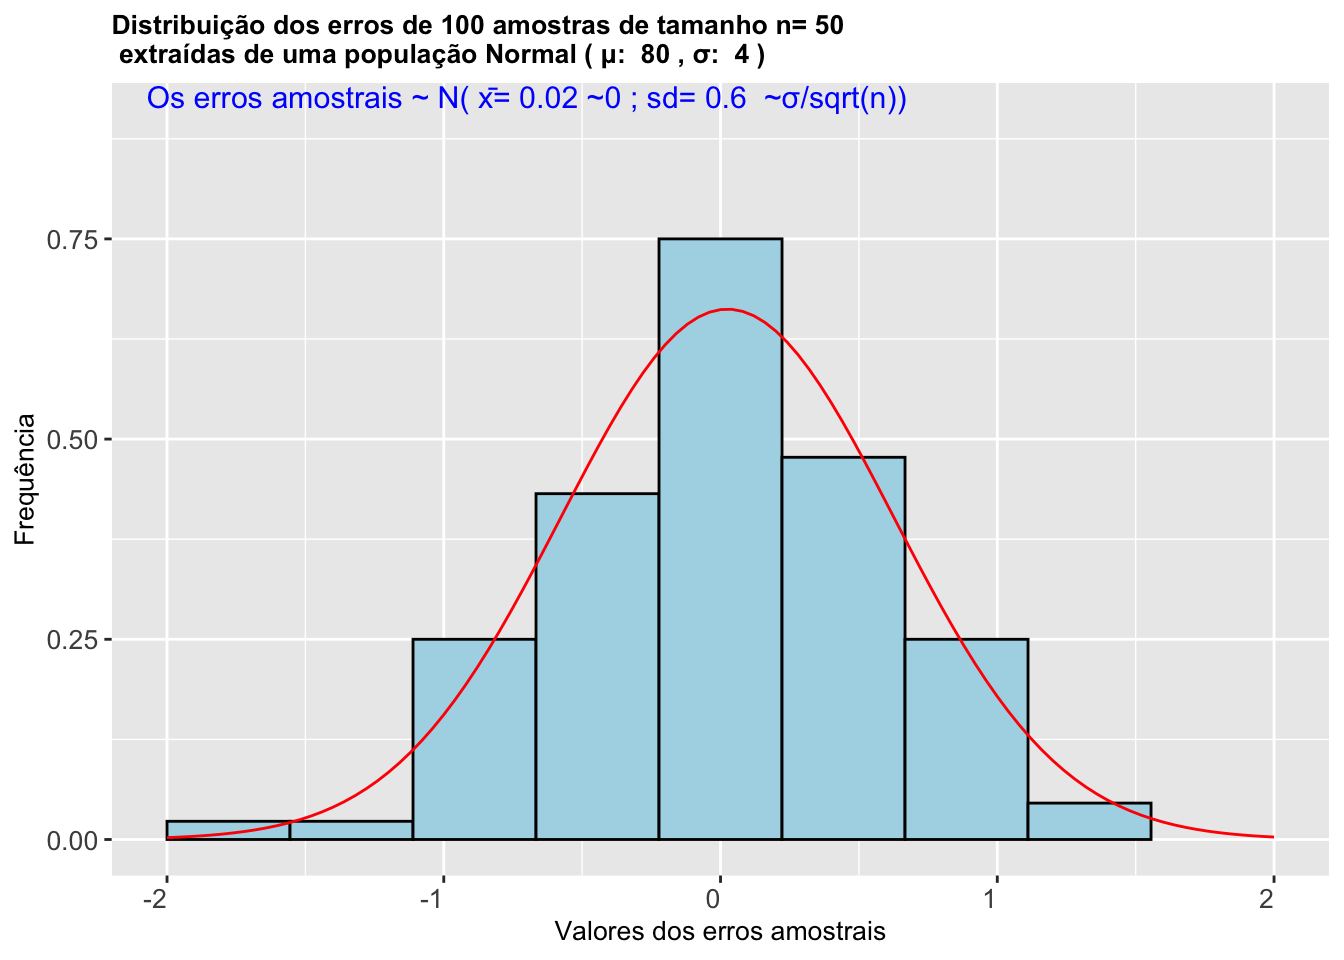 Distribuição dos erros de 100 amostras de tamanho n= 50
extraídas de uma população Normal ( μ:  80 , σ:  4 )
Os erros amostrais ~ N( x̄= 0.02 ~0 ; sd= 0.6  ~σ/sqrt(n))
Frequência
0.75
0.50
0.25
0.00
-2 -1 0 1 2
Valores dos erros amostrais